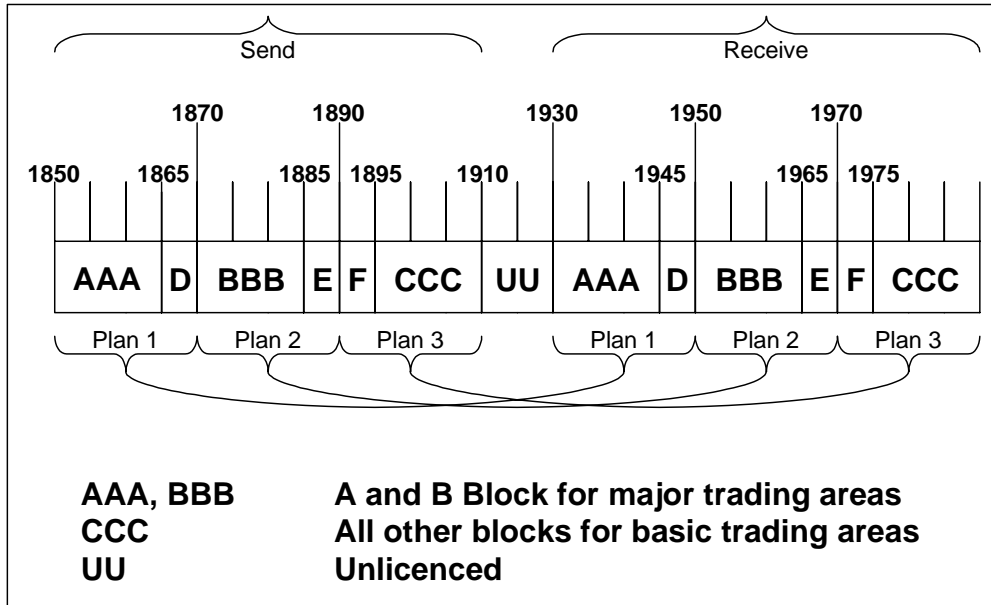 Send Receive
1870 1890 1930 1950 1970
1850 1865 1885 1895 1910 1945 1965 1975
AAA D BBB E F CCC UU AAA D BBB E F CCC
Plan 1 Plan 2 Plan 3 Plan 1 Plan 2 Plan 3
AAA, BBB A and B Block for major trading areas
CCC All other blocks for basic trading areas
UU Unlicenced